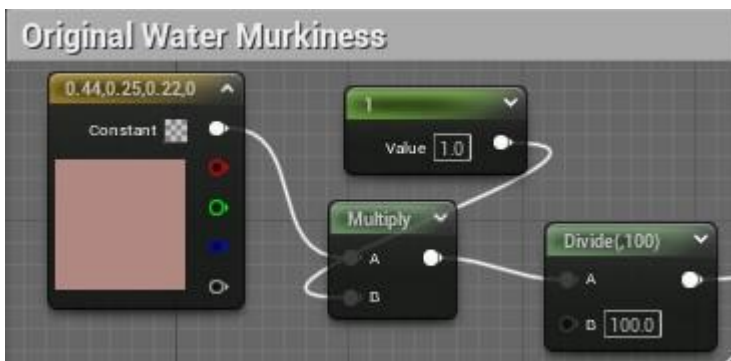 Original Water Murkiness
0.44,0.25,0.22,0
Constant
1
Value 1.0
Multiply
A
B
Divide(,100)
A
B 100.0